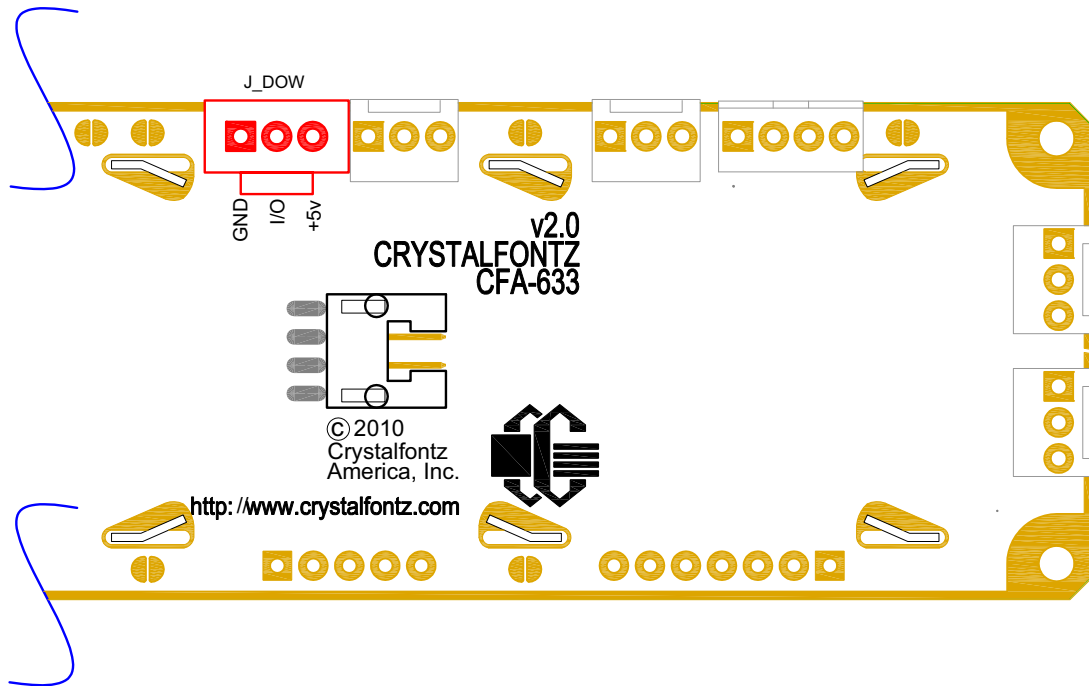 J_DOW
GND
I/O
+5v
v2.0
CRYSTALFONTZ
CFA-633
© 2010
Crystalfontz
America, Inc.
http://www.crystalfontz.com